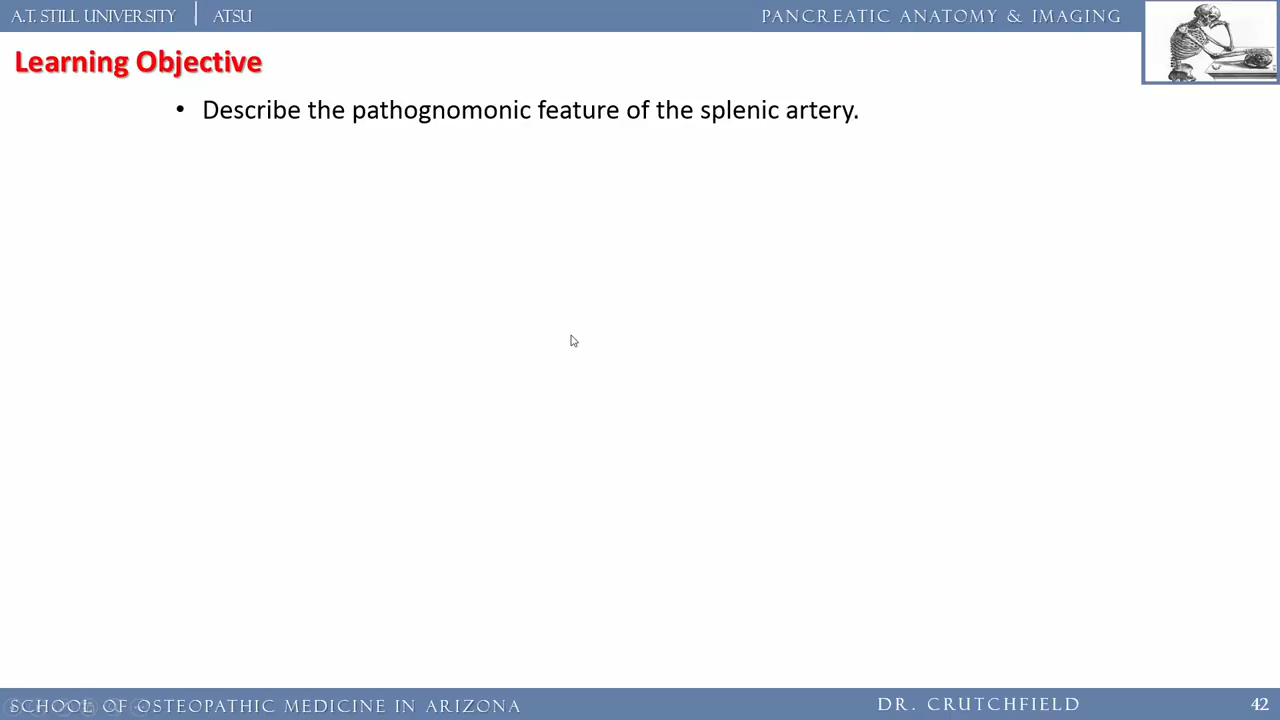 A.T. STILL UNIVERSITY | ATSU
PANCREATIC ANATOMY & IMAGING
Learning Objective
• Describe the pathognomonic feature of the splenic artery.
SCHOOL OF OSTEOPATHIC MEDICINE IN ARIZONA
DR. CRUTCHFIELD
42